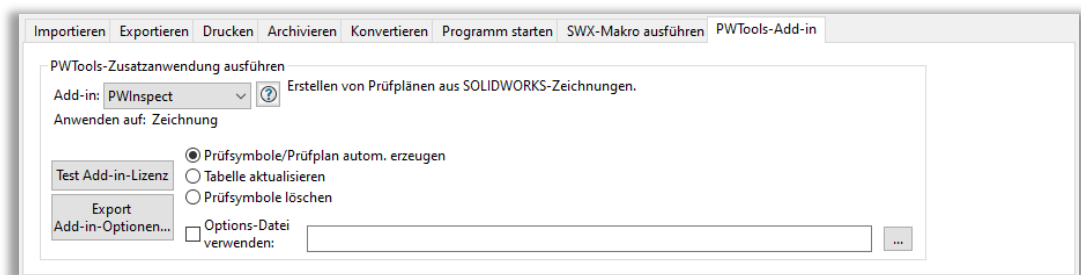 Importieren Exportieren Drucken Archivieren Konvertieren Programm starten SWX-Makro ausführen PWTools-Add-in
PWTools-Zusatzanwendung ausführen
Add-in: PWInspect ? Erstellen von Prüfplänen aus SOLIDWORKS-Zeichnungen.
Anwenden auf: Zeichnung
Prüfsymbole/Prüfplan autom. erzeugen
Test Add-in-Lizenz Tabelle aktualisieren
Prüfsymbole löschen
Export
Add-in-Optionen...
Options-Datei
verwenden: ...